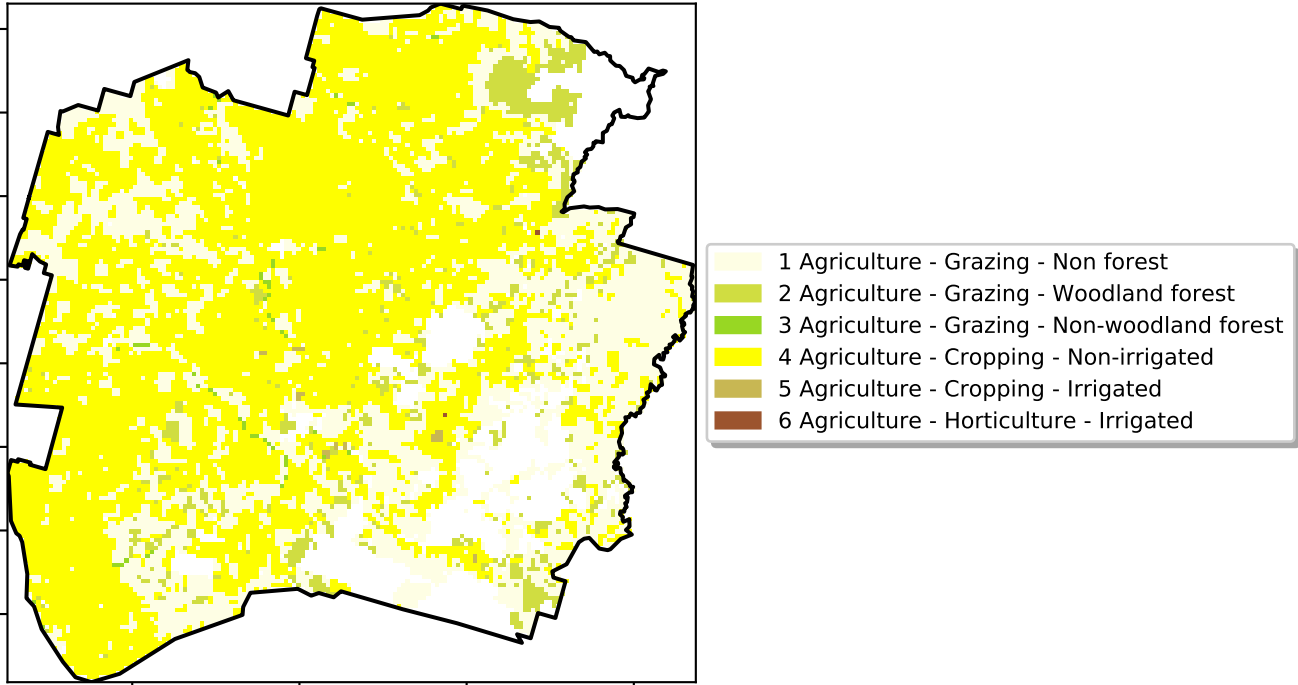 1 Agriculture - Grazing - Non forest
2 Agriculture - Grazing - Woodland forest
3 Agriculture - Grazing - Non-woodland forest
4 Agriculture - Cropping - Non-irrigated
5 Agriculture - Cropping - Irrigated
6 Agriculture - Horticulture - Irrigated